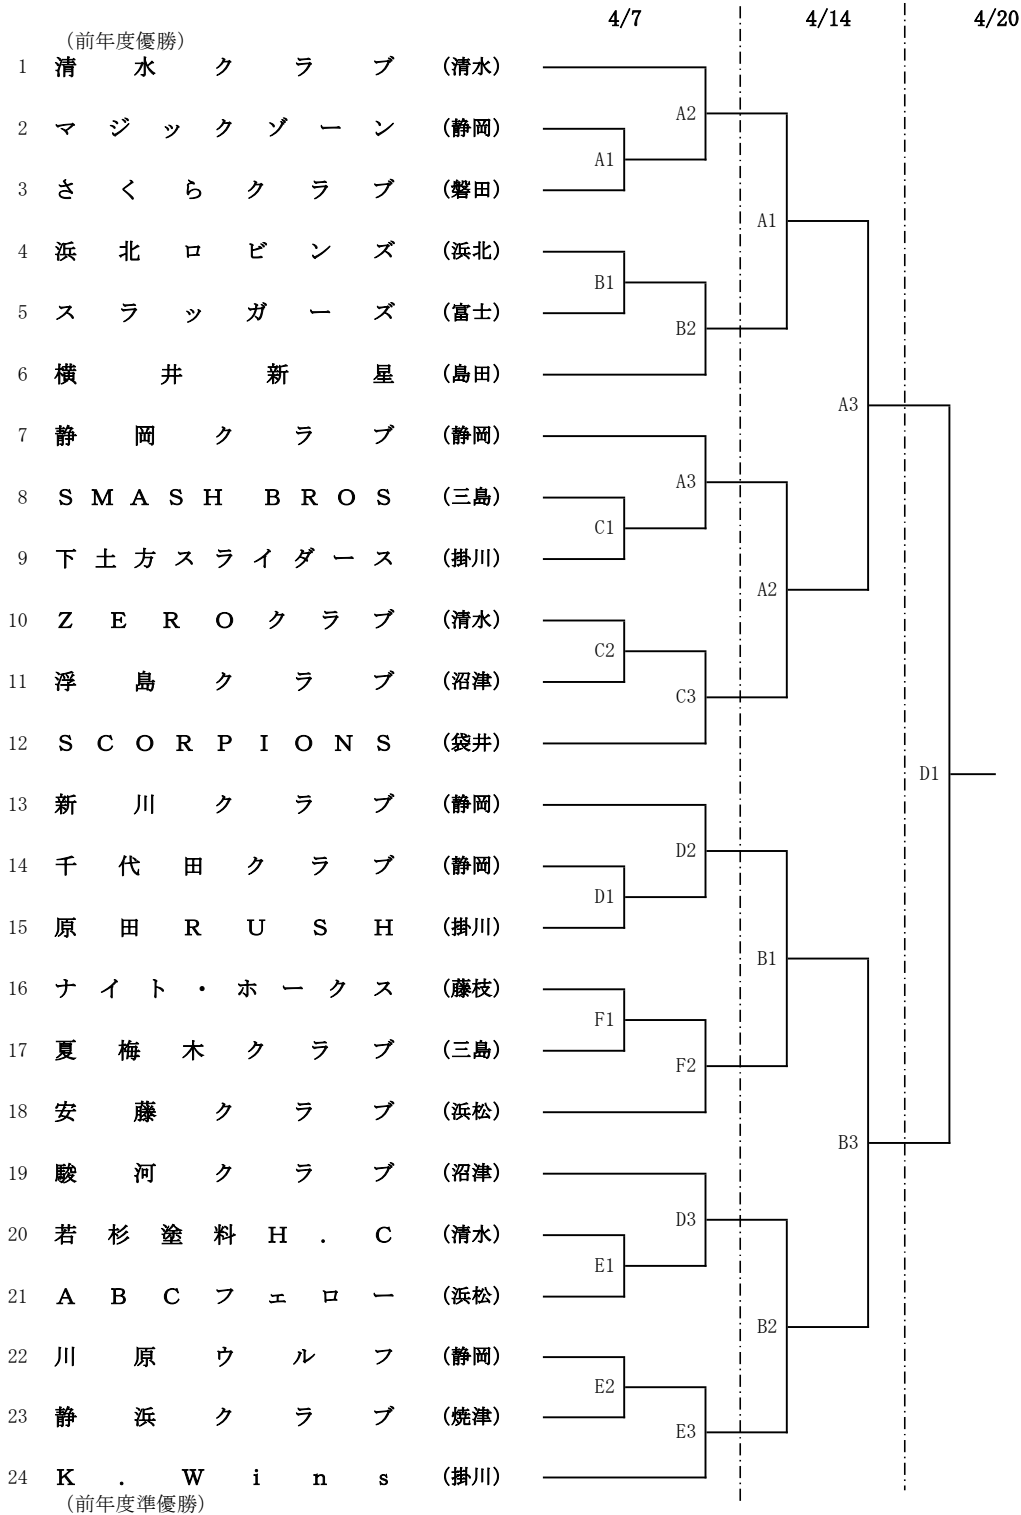 4/7 4/14 4/20
（前年度優勝）
1 清水クラブ （清水）
A2
2 マジックゾーン （静岡）
A1
3 さくらクラブ （磐田）
A1
4 浜北ロビンズ （浜北）
B1
5 スラッガーズ （富士）
B2
6 横井新星 （島田）
A3
7 静岡クラブ （静岡）
A3
8 ＳＭＡＳＨ ＢＲＯＳ （三島）
C1
9 下土方スライダース （掛川）
A2
10 ＺＥＲＯクラブ （清水）
C2
11 浮島クラブ （沼津）
C3
12 ＳＣＯＲＰＩＯＮＳ （袋井）
D1
13 新川クラブ （静岡）
D2
14 千代田クラブ （静岡）
D1
15 原田ＲＵＳＨ （掛川）
B1
16 ナイト・ホークス （藤枝）
F1
17 夏梅木クラブ （三島）
F2
18 安藤クラブ （浜松）
B3
19 駿河クラブ （沼津）
D3
20 若杉塗料Ｈ．Ｃ （清水）
E1
21 ＡＢＣフェロー （浜松）
B2
22 川原ウルフ （静岡）
E2
23 静浜クラブ （焼津）
E3
24 Ｋ．Ｗｉｎｓ （掛川）
（前年度準優勝）